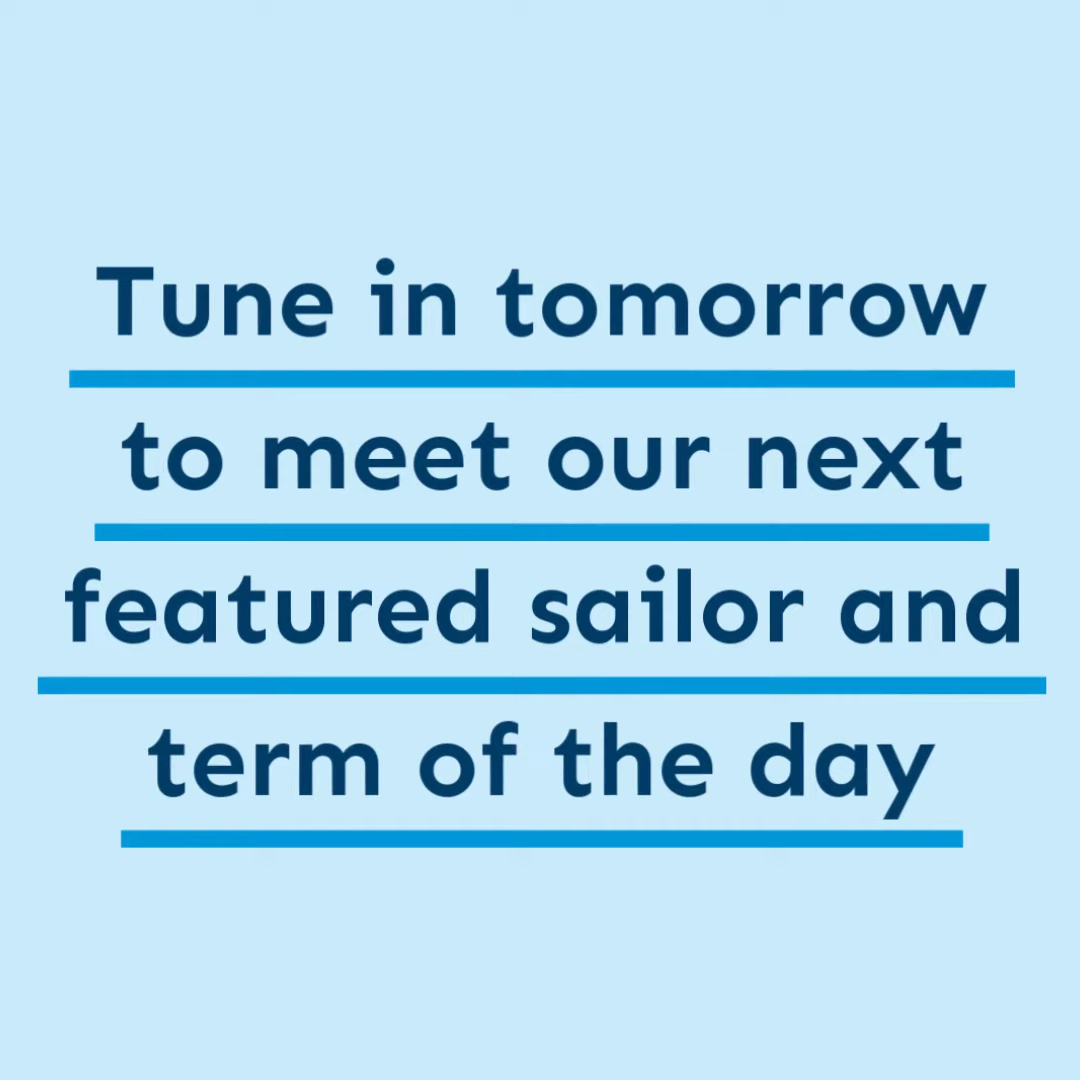 Tune in tomorrow
to meet our next
featured sailor and
term of the day